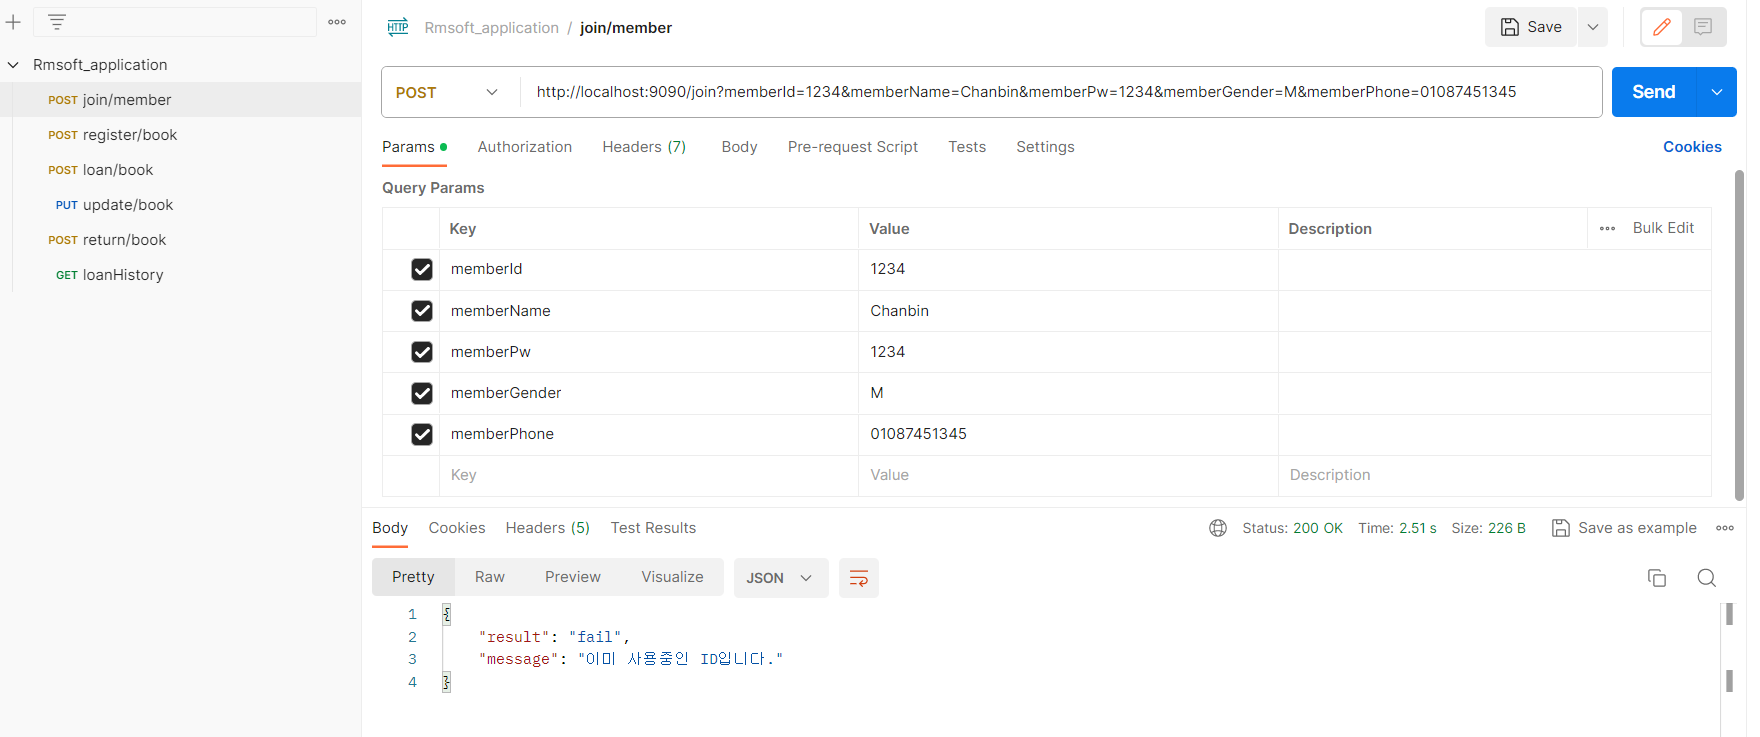 Rmsoft_application / join/member
Save
Rmsoft_application
POST join/member
POST register/book
POST loan/book
PUT update/book
POST return/book
GET loanHistory
POST http://localhost:9090/join?memberId=1234&memberName=Chanbin&memberPw=1234&memberGender=M&memberPhone=01087451345 Send
Params Authorization Headers (7) Body Pre-request Script Tests Settings Cookies
Query Params
Key Value Description Bulk Edit
memberId 1234
memberName Chanbin
memberPw 1234
memberGender M
memberPhone 01087451345
Key Value Description
Body Cookies Headers (5) Test Results Status: 200 OK Time: 2.51 s Size: 226 B Save as example
Pretty Raw Preview Visualize JSON
1 {
2 "result": "fail",
3 "message": "이미 사용중인 ID입니다."
4 }